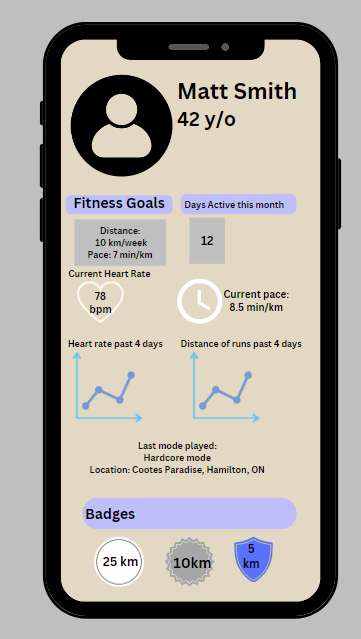 Matt Smith
42 y/o
Fitness Goals
Days Active this month
Distance:
10 km/week
Pace: 7 min/km
12
Current Heart Rate
78
bpm
Current pace:
8.5 min/km
Heart rate past 4 days
Distance of runs past 4 days
Last mode played:
Hardcore mode
Location: Cootes Paradise, Hamilton, ON
Badges
25 km
10km
5
km